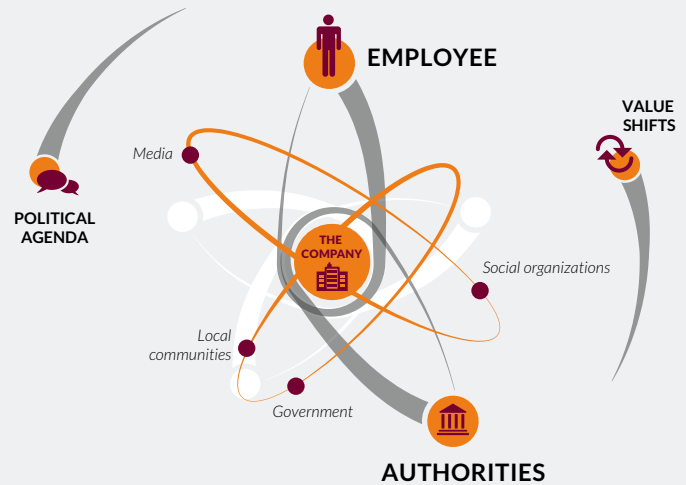 EMPLOYEE
VALUE
SHIFTS
Media
POLITICAL
AGENDA
THE
COMPANY
Social organizations
Local
communities
Government
AUTHORITIES